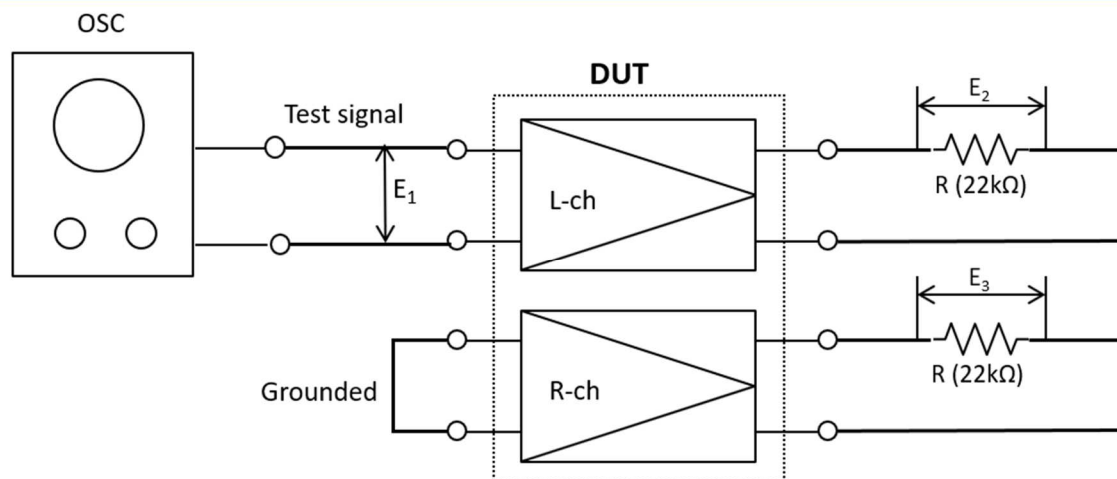 OSC
DUT
Test signal
E₁
L-ch
E₂
R (22kΩ)
E₃
R (22kΩ)
Grounded
R-ch